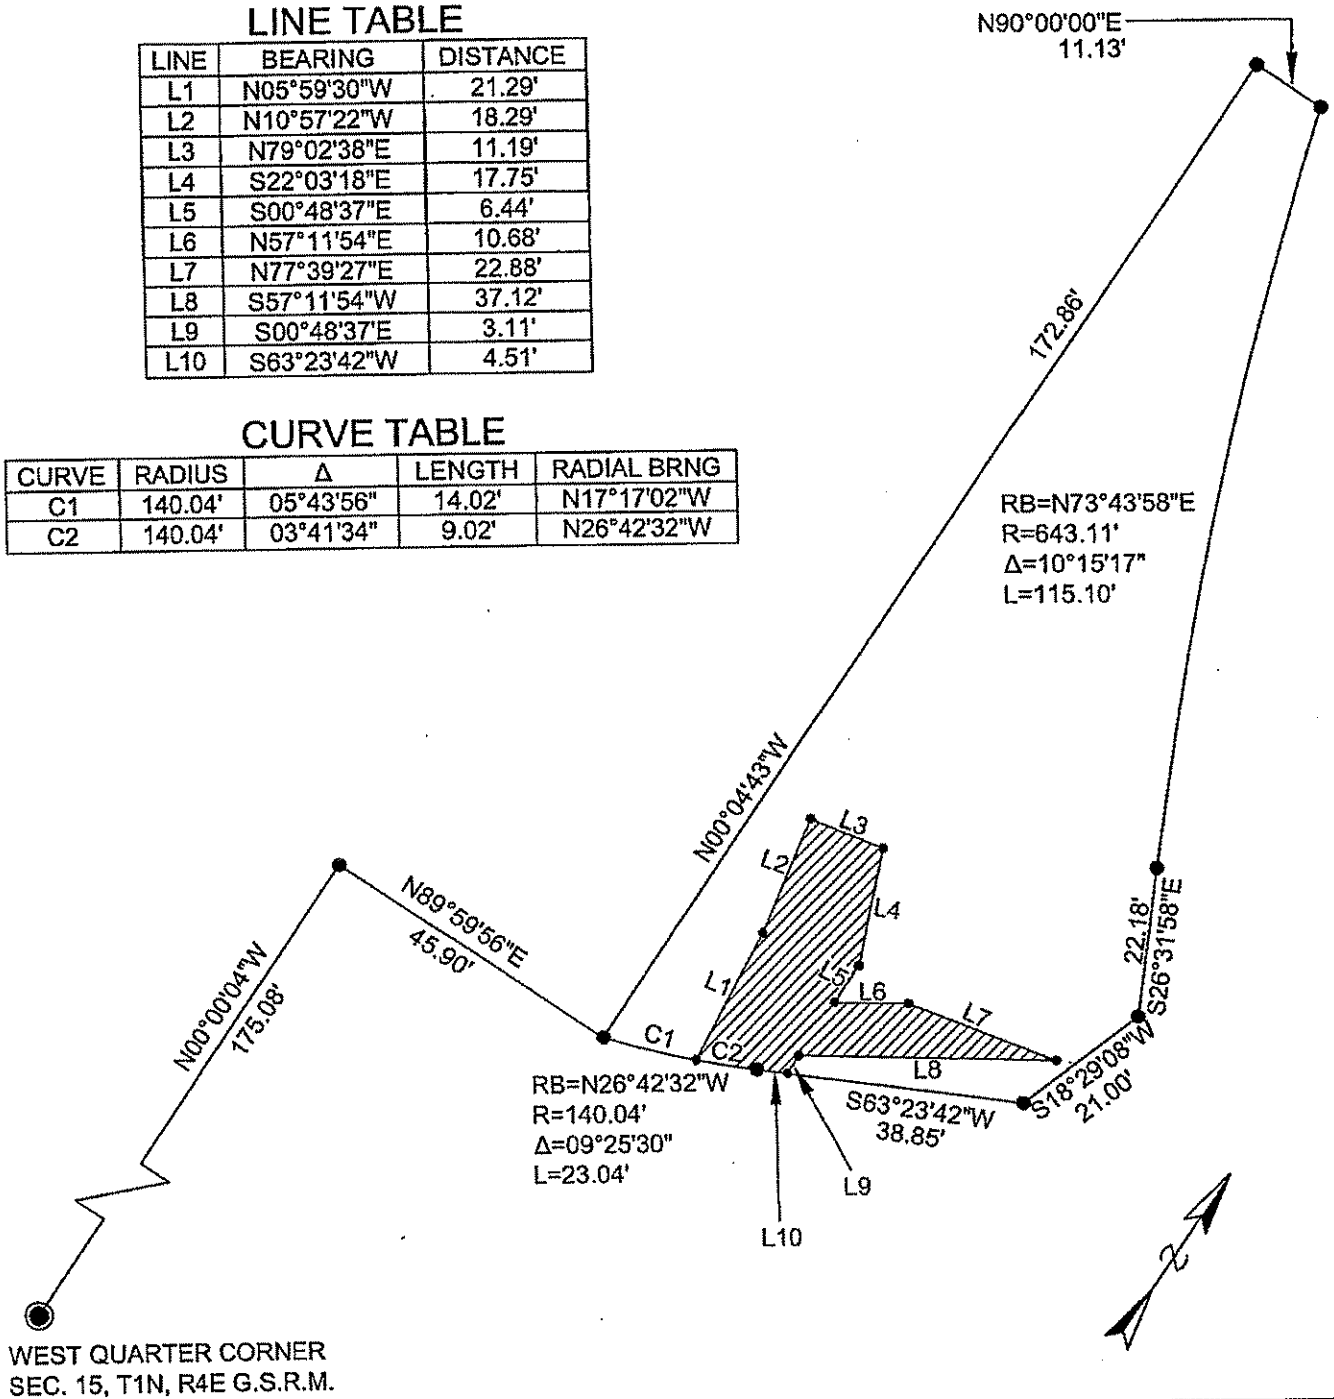 LINE TABLE
LINE BEARING DISTANCE
L1 N05°59'30"W 21.29'
L2 N10°57'22"W 18.29'
L3 N79°02'38"E 11.19'
L4 S22°03'18"E 17.75'
L5 S00°48'37"E 6.44'
L6 N57°11'54"E 10.68'
L7 N77°39'27"E 22.88'
L8 S57°11'54"W 37.12'
L9 S00°48'37'E 3.11'
L10 S63°23'42"W 4.51'
CURVE TABLE
CURVE RADIUS Δ LENGTH RADIAL BRNG
C1 140.04' 05°43'56" 14.02' N17°17'02"W
C2 140.04' 03°41'34" 9.02' N26°42'32"W
N90°00'00"E
11.13'
172.86'
RB=N73°43'58"E
R=643.11'
Δ=10°15'17"
L=115.10'
N00°04'43"W
N89°59'56"E
45.90'
N00°00'04"W
175.08'
L3
L2
L4
L1
L5
L6
L7
C1
C2
L8
22.18'
S26°31'58"E
S18°29'08"W
21.00'
S63°23'42"W
38.85'
RB=N26°42'32"W
R=140.04'
Δ=09°25'30"
L=23.04'
L9
L10
N
WEST QUARTER CORNER
SEC. 15, T1N, R4E G.S.R.M.